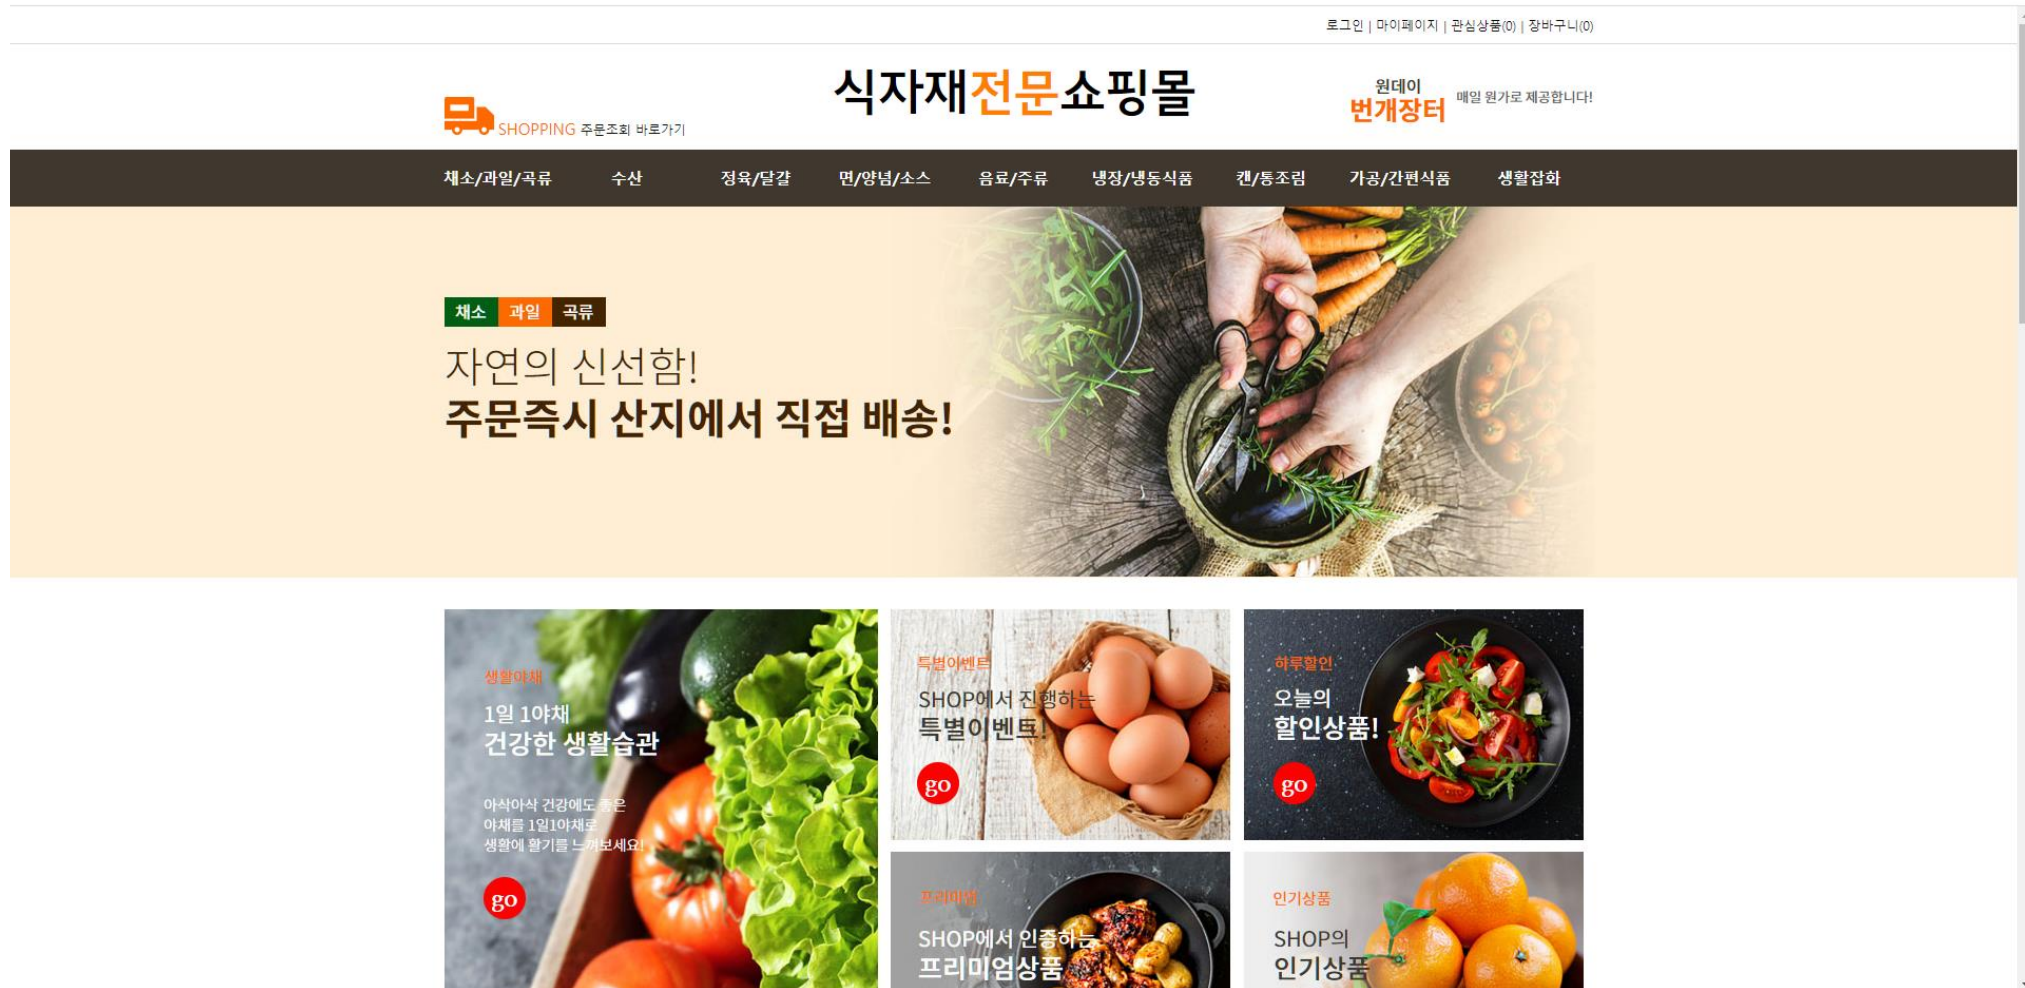 로그인 | 마이페이지 | 관심상품(0) | 장바구니(0)
SHOPPING 주문조회 바로가기
식자재전문쇼핑몰
원데이
번개장터
매일 원가로 제공합니다!
채소/과일/곡류 수산 정육/달걀 면/양념/소스 음료/주류 냉장/냉동식품 캔/통조림 가공/간편식품 생활잡화
채소 과일 곡류
자연의 신선함!
주문즉시 산지에서 직접 배송!
생활야채
1일 1야채
건강한 생활습관
아삭아삭 건강에도 좋은
야채를 1일1야채로
생활에 활기를 느껴보세요!
go
특별이벤트
SHOP에서 진행하는
특별이벤트!
go
하루할인
오늘의
할인상품!
go
프리미엄
SHOP에서 인증하는
프리미엄상품
인기상품
SHOP의
인기상품